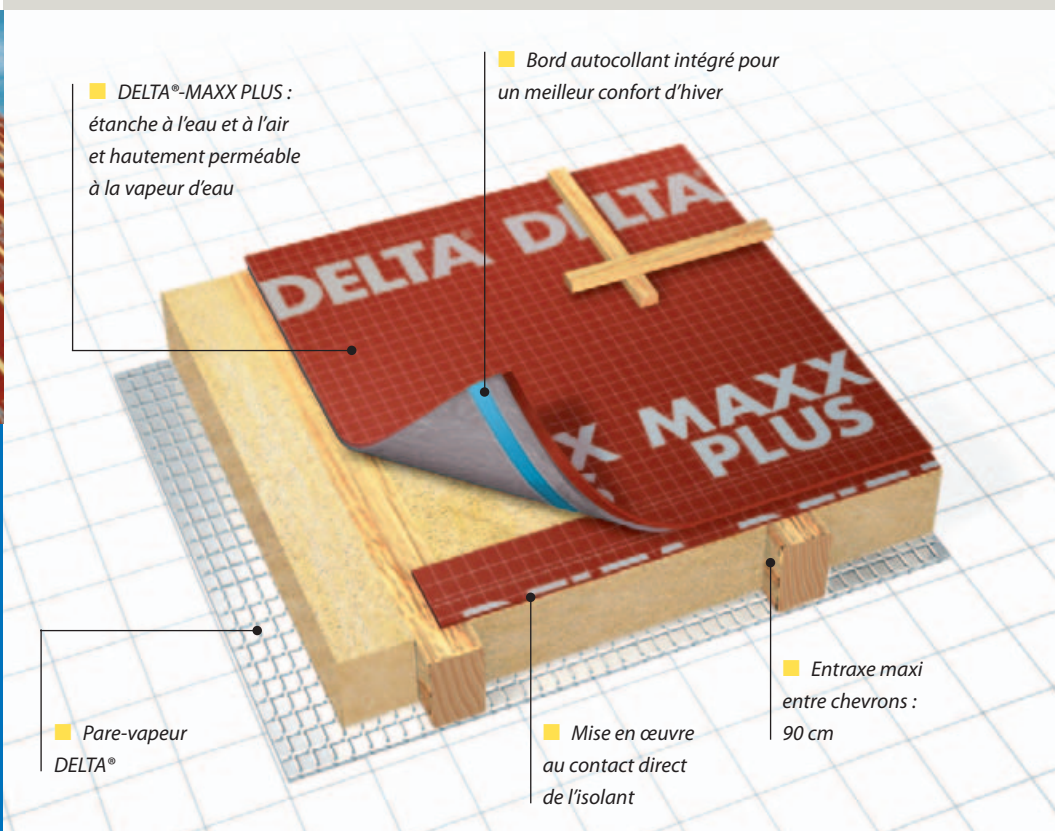 ■ Bord autocollant intégré pour
un meilleur confort d'hiver
■ DELTA®-MAXX PLUS :
étanche à l'eau et à l'air
et hautement perméable
à la vapeur d'eau
DELTA® DELTA
MAXX
PLUS
X
■ Entraxe maxi
entre chevrons :
90 cm
■ Pare-vapeur
DELTA®
■ Mise en œuvre
au contact direct
de l'isolant